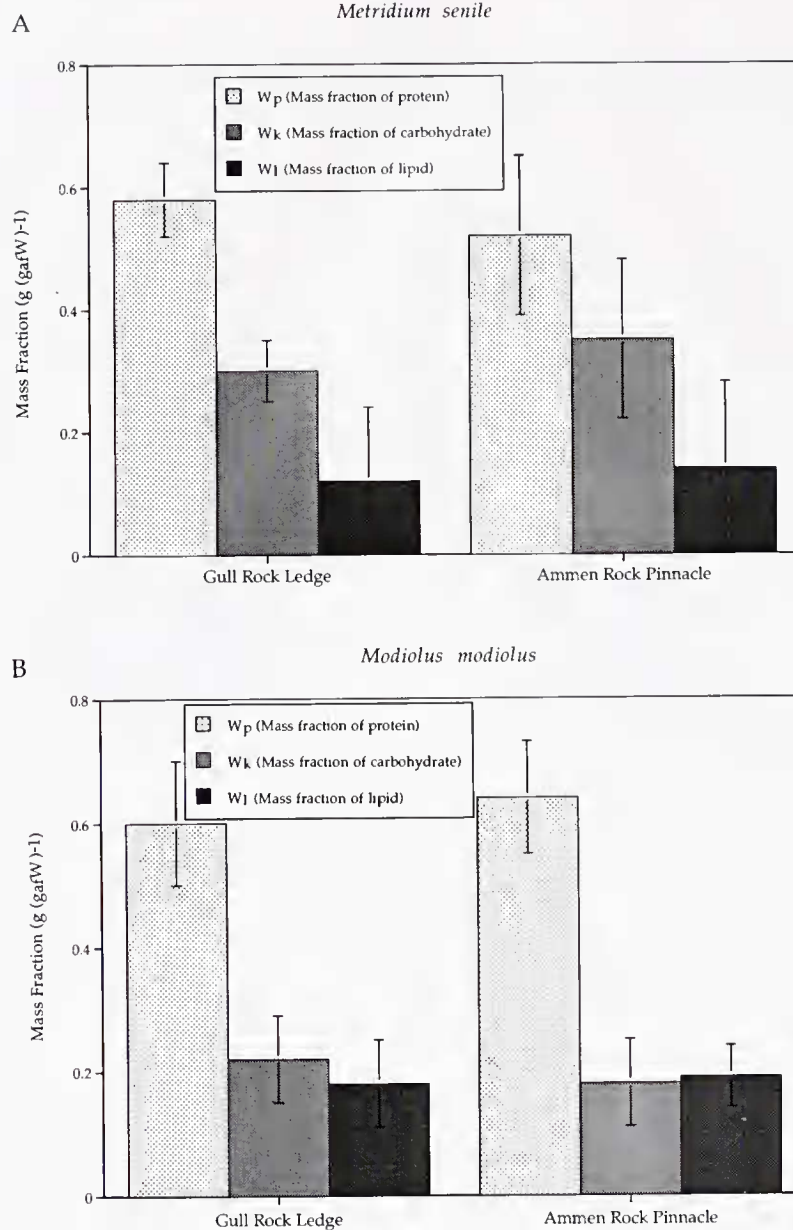 A
Metridium senile
0.8
0.6
0.4
0.2
0
Mass Fraction (g (gafW)-1)
Wp (Mass fraction of protein)
Wk (Mass fraction of carbohydrate)
Wl (Mass fraction of lipid)
Gull Rock Ledge
Ammen Rock Pinnacle
B
Modiolus modiolus
0.8
0.6
0.4
0.2
0
Mass Fraction (g (gafW)-1)
Wp (Mass fraction of protein)
Wk (Mass fraction of carbohydrate)
Wl (Mass fraction of lipid)
Gull Rock Ledge
Ammen Rock Pinnacle